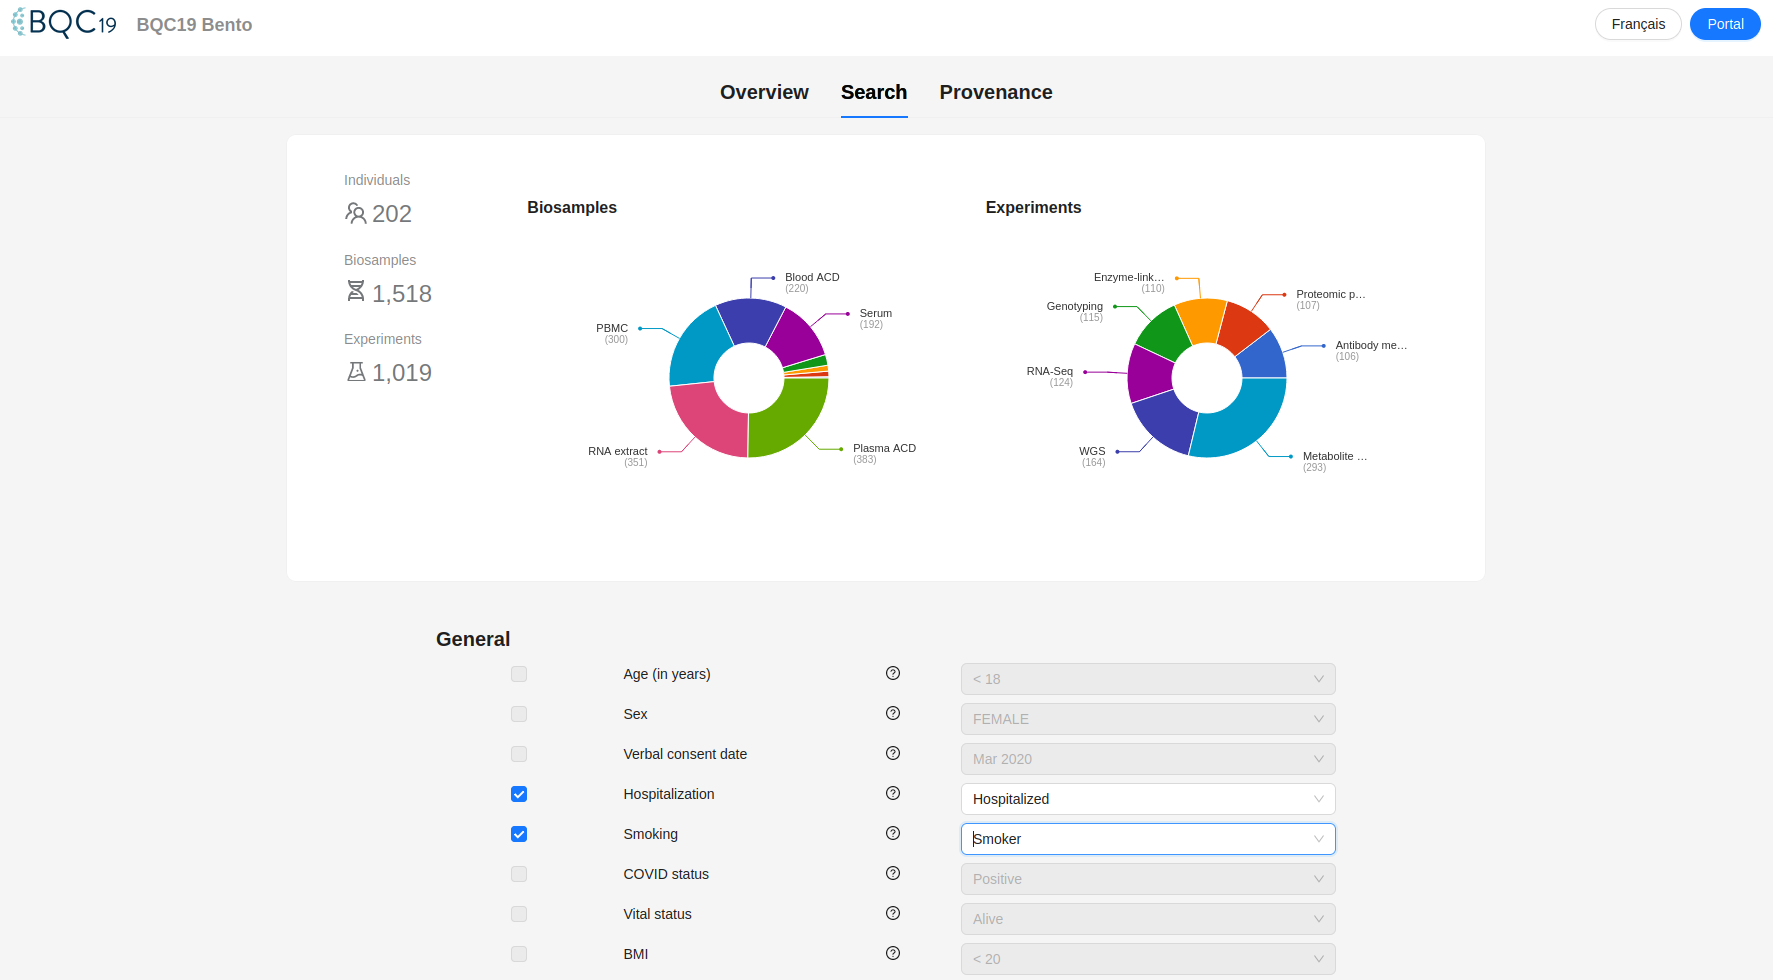 BQC19
BQC19 Bento
Français
Portal
Overview
Search
Provenance
Individuals
202
Biosamples
1,518
Experiments
1,019
Biosamples
Blood ACD
(220)
Serum
(192)
PBMC
(300)
RNA extract
(351)
Plasma ACD
(383)
Experiments
Enzyme-link…
(110)
Proteomic p…
(107)
Genotyping
(115)
Antibody me…
(106)
RNA-Seq
(124)
WGS
(164)
Metabolite …
(293)
General
Age (in years)
< 18
Sex
FEMALE
Verbal consent date
Mar 2020
Hospitalization
Hospitalized
Smoking
Smoker
COVID status
Positive
Vital status
Alive
BMI
< 20